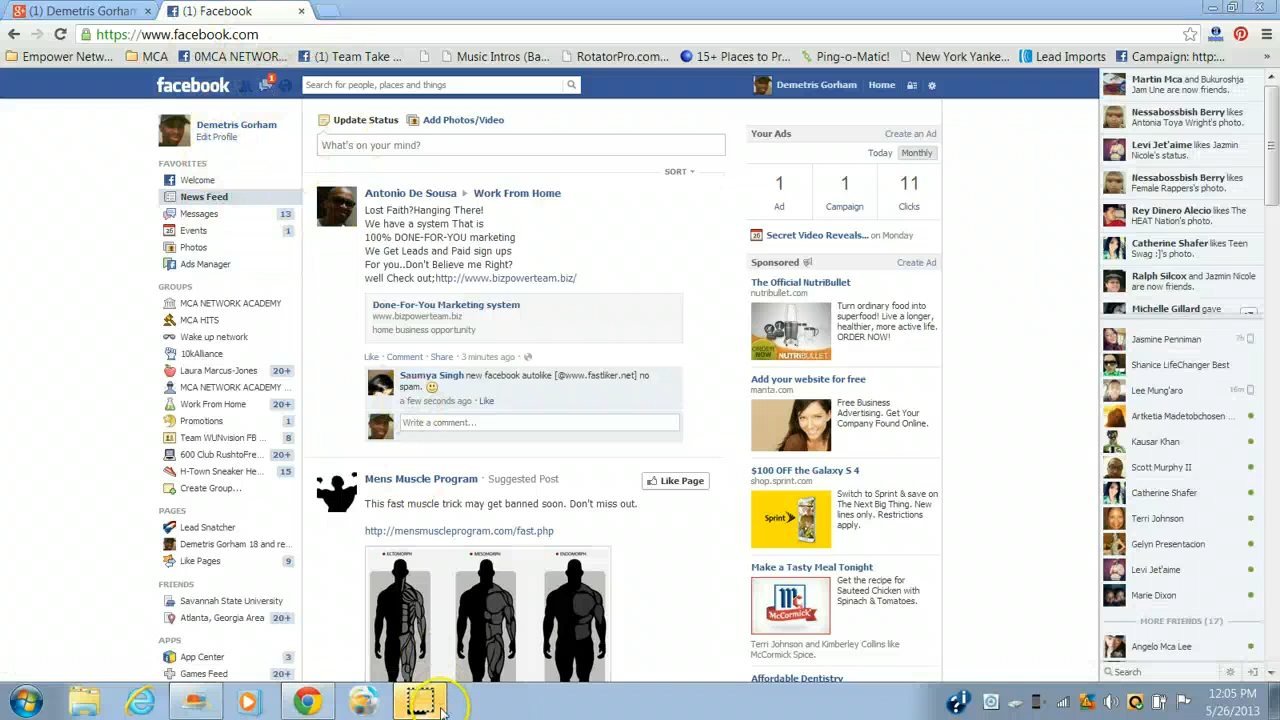 (1) Demetris Gorham
(1) Facebook
https://www.facebook.com
Empower Netw...
MCA
0MCA NETWORK...
(1) Team Take ...
Music Intro (Ba...
RotatorPro.com...
15+ Places to P...
Ping-o-Matic!
New York Yanke...
Lead Imports
Campaign: http:...
facebook
1
Search for people, places and things
Demetris Gorham
Home
Demetris Gorham
Edit Profile
FAVORITES
Welcome
News Feed
Messages 13
Events 1
Photos
Ads Manager
GROUPS
MCA NETWORK ACADEMY
MCA HITS
Wake up network
10kAlliance
Laura Marcus-Jones 20+
MCA NETWORK ACADEMY ...
Work From Home 20+
Promotions 1
Team WUNvision FB ... 8
600 Club RushtoFre... 20+
H-Town Sneaker He... 15
Create Group...
PAGES
Lead Snatcher
Demetris Gorham 18 and re...
Like Pages 9
FRIENDS
Savannah State University
Atlanta, Georgia Area 20+
APPS
App Center 3
Games Feed 20+
Update Status
Add Photos/Video
What's on your mind?
SORT
Antonio De Sousa
Work From Home
Lost Faith?Hanging There!
We have a system That is
100% DONE-FOR-YOU marketing
We Get Leads and Paid sign ups
For you..Don't Believe me Right?
well Check out:http://www.bizpowerteam.biz/
Done-For-You Marketing system
www.bizpowerteam.biz
home business opportunity
Like · Comment · Share · 3 minutes ago ·
Saumya Singh new facebook autolike [@www.fastliker.net] no
spam.
a few seconds ago · Like
Write a comment...
Mens Muscle Program · Suggested Post
Like Page
This fast muscle trick may get banned soon. Don't miss out.
http://mensmuscleprogram.com/fast.php
ECTOMORPH
MESOMORPH
ENDOMORPH
Your Ads
Create an Ad
Today
Monthly
1
Ad
1
Campaign
11
Clicks
Secret Video Reveals... on Monday
Sponsored
Create Ad
The Official NutriBullet
nutribullet.com
ORDER
NOW
NUTRIBULLET
Turn ordinary food into
superfood! Live a longer,
healthier, more active life.
ORDER NOW!
Add your website for free
manta.com
Free Business
Advertising. Get Your
Company Found Online.
$100 OFF the Galaxy S 4
shop.sprint.com
Sprint
Switch to Sprint & save on
The Next Big Thing. New
lines only. Restrictions
apply.
Make a Tasty Meal Tonight
Mc
McCormick
Get the recipe for
Sauteed Chicken with
Spinach & Tomatoes.
Terri Johnson and Kimberley Collins like
McCormick Spice.
Affordable Dentistry
Martin Mca and Bukuroshja
Jam Une are now friends.
Nessabossbish Berry likes
Antonia Toya Wright's photo.
Levi Jet'aime likes Jazmin
Nicole's status.
Nessabossbish Berry likes
Female Rappers's photo.
Rey Dinero Alecio likes The
HEAT Nation's photo.
Catherine Shafer likes Teen
Swag :]'s photo.
Ralph Silcox and Jazmin Nicole
are now friends.
Michelle Gillard gave
Jasmine Penniman 7h
Shanice LifeChanger Best
Lee Mung'aro 16m
Artketia Madetobchosen ...
Kausar Khan
Scott Murphy II
Catherine Shafer
Terri Johnson
Gelyn Presentacion
Levi Jet'aime
Marie Dixon
MORE FRIENDS (17)
Angelo Mca Lee
Search
12:05 PM
5/26/2013